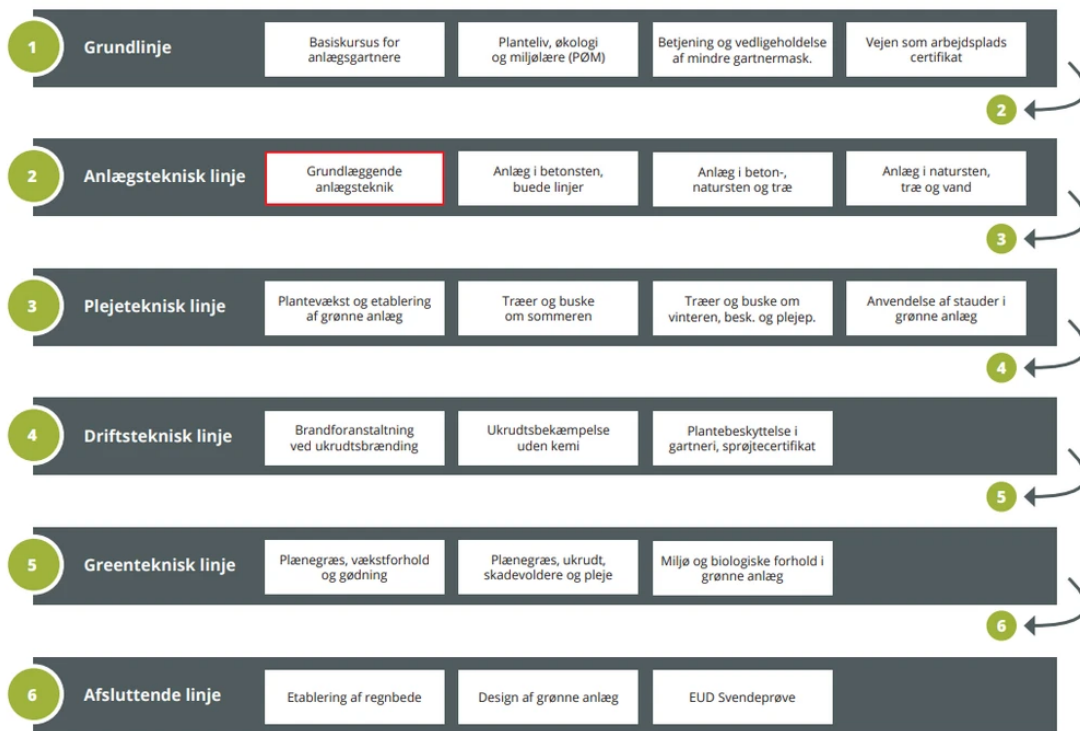 1
Grundlinje
Basiskursus for
anlægsgartnere
Planteliv, økologi
og miljølære (PØM)
Betjening og vedligeholdelse
af mindre gartnermask.
Vejen som arbejdsplads
certifikat
2
2
Anlægsteknisk linje
Grundlæggende
anlægsteknik
Anlæg i betonsten,
buede linjer
Anlæg i beton-,
natursten og træ
Anlæg i natursten,
træ og vand
3
3
Plejeteknisk linje
Plantevækst og etablering
af grønne anlæg
Træer og buske
om sommeren
Træer og buske om
vinteren, besk. og plejep.
Anvendelse af stauder i
grønne anlæg
4
4
Driftsteknisk linje
Brandforanstaltning
ved ukrudtsbrænding
Ukrudtsbekæmpelse
uden kemi
Plantebeskyttelse i
gartneri, sprøjtecertifikat
5
5
Greenteknisk linje
Plænegræs, vækstforhold
og gødning
Plænegræs, ukrudt,
skadevoldere og pleje
Miljø og biologiske forhold i
grønne anlæg
6
6
Afsluttende linje
Etablering af regnbede
Design af grønne anlæg
EUD Svendeprøve